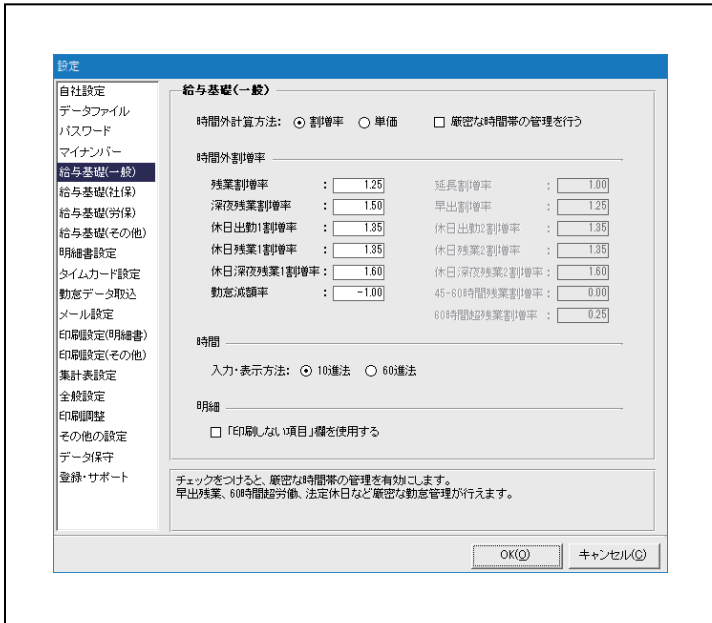 設定
自社設定
データファイル
パスワード
マイナンバー
給与基礎(一般)
給与基礎(社保)
給与基礎(労保)
給与基礎(その他)
明細書設定
タイムカード設定
勤怠データ取込
メール設定
印刷設定(明細書)
印刷設定(その他)
集計表設定
全般設定
印刷調整
その他の設定
データ保守
登録・サポート
給与基礎(一般)
時間外計算方法: 割増率 単価 厳密な時間帯の管理を行う
時間外割増率
残業割増率 : 1.25 延長割増率 : 1.00
深夜残業割増率 : 1.50 早出割増率 : 1.25
休日出勤1割増率 : 1.35 休日出勤2割増率 : 1.35
休日残業1割増率 : 1.35 休日残業2割増率 : 1.35
休日深夜残業1割増率: 1.60 休日深夜残業2割増率: 1.60
勤怠減額率 : -1.00 45-60時間残業割増率: 0.00
60時間超残業割増率 : 0.25
時間
入力・表示方法: 10進法 60進法
明細
「印刷しない項目」欄を使用する
チェックをつけると、厳密な時間帯の管理を有効にします。
早出残業、60時間超労働、法定休日など厳密な勤怠管理が行えます。
OK(O) キャンセル(C)